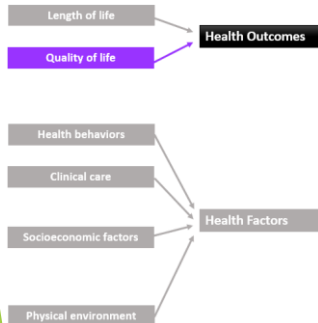 Length of life
Health Outcomes
Quality of life
Health behaviors
Clinical care
Health Factors
Socioeconomic factors
Physical environment